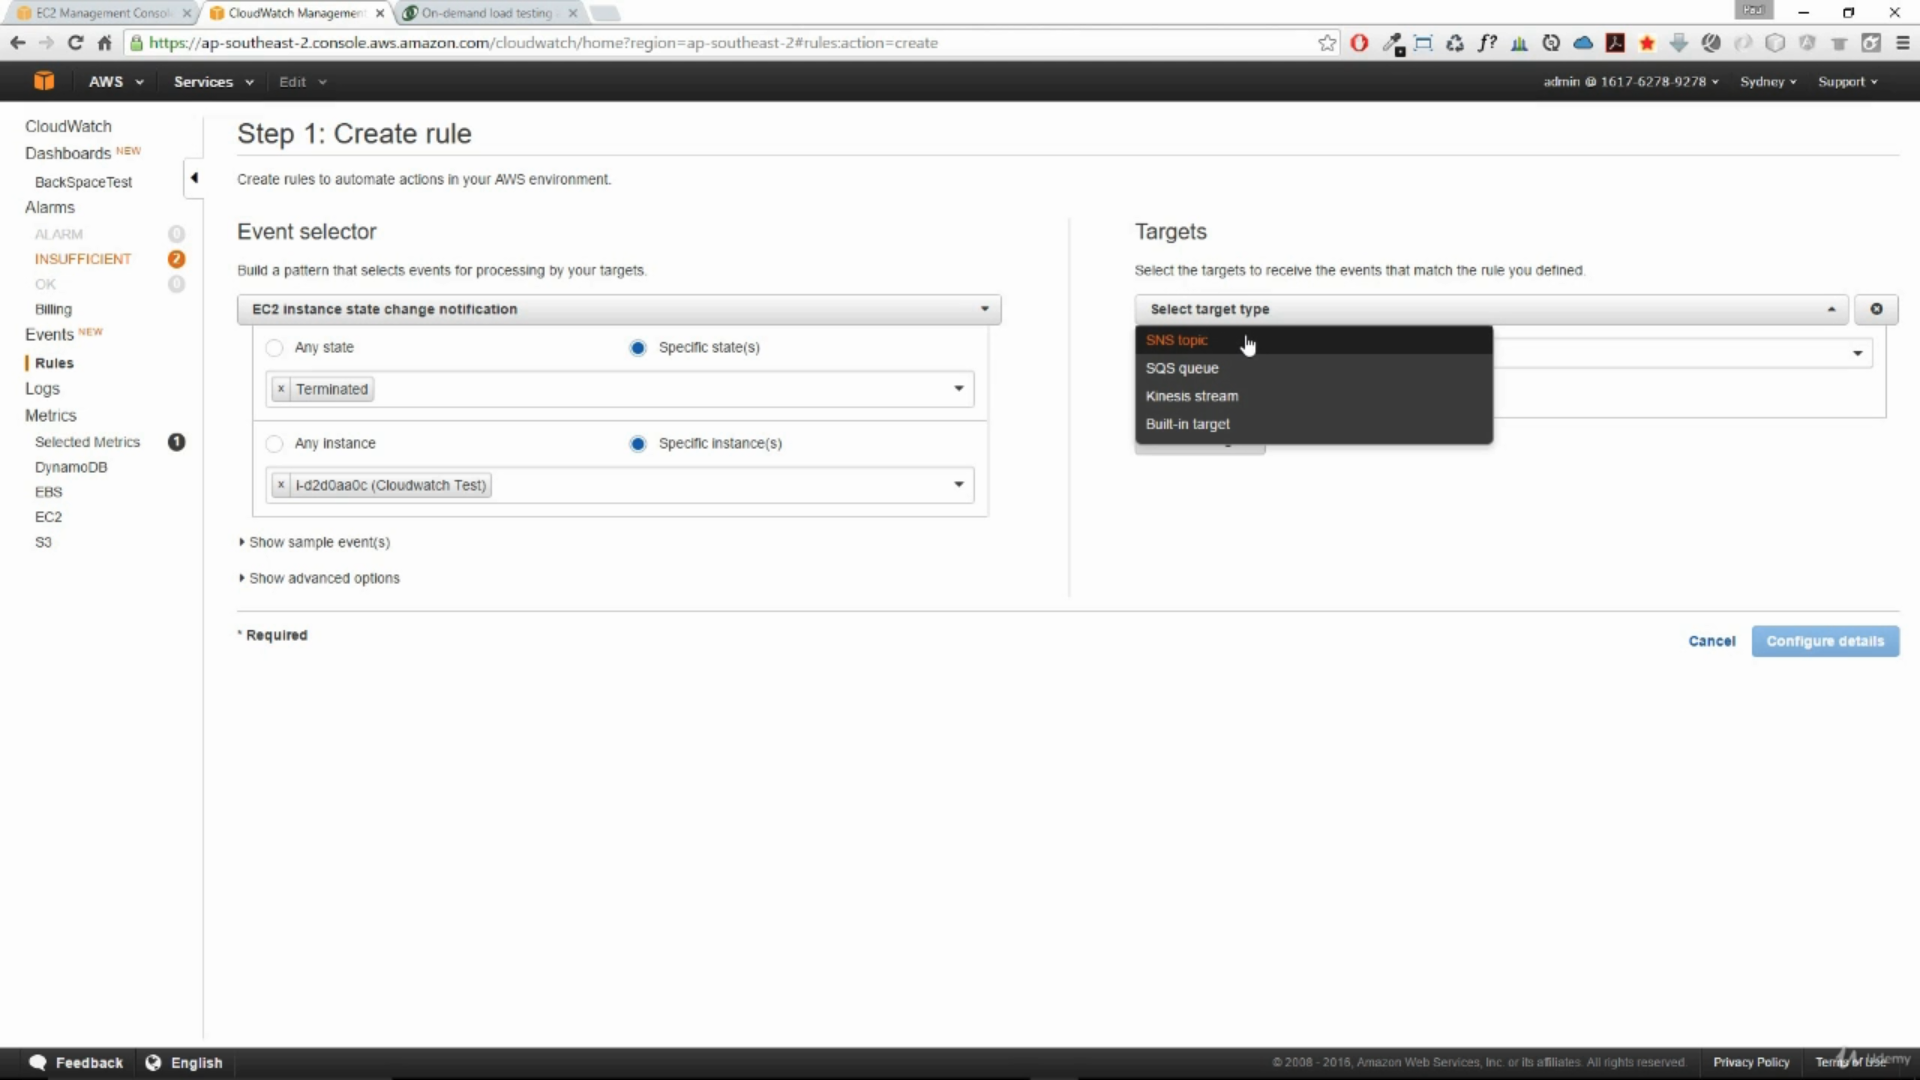 EC2 Management Consol
CloudWatch Management
On-demand load testing
Paul
https://ap-southeast-2.console.aws.amazon.com/cloudwatch/home?region=ap-southeast-2#rules:action=create
f?
AWS
Services
Edit
admin @ 1617-6278-9278
Sydney
Support
CloudWatch
Dashboards NEW
BackSpaceTest
Alarms
ALARM 0
INSUFFICIENT 2
OK 0
Billing
Events NEW
Rules
Logs
Metrics
Selected Metrics 1
DynamoDB
EBS
EC2
S3
Step 1: Create rule
Create rules to automate actions in your AWS environment.
Event selector
Build a pattern that selects events for processing by your targets.
EC2 instance state change notification
Any state
Specific state(s)
x Terminated
Any instance
Specific instance(s)
x i-d2d0aa0c (Cloudwatch Test)
Show sample event(s)
Show advanced options
* Required
Targets
Select the targets to receive the events that match the rule you defined.
Select target type
SNS topic
SQS queue
Kinesis stream
Built-in target
Cancel
Configure details
Feedback
English
© 2008 - 2016, Amazon Web Services, Inc. or its affiliates. All rights reserved.
Privacy Policy
Terms of Use
Udemy